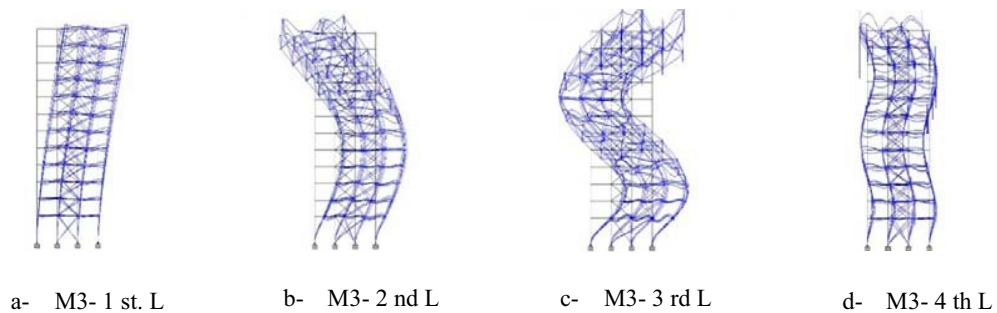 a- M3- 1 st. L
b- M3- 2 nd L
c- M3- 3 rd L
d- M3- 4 th L